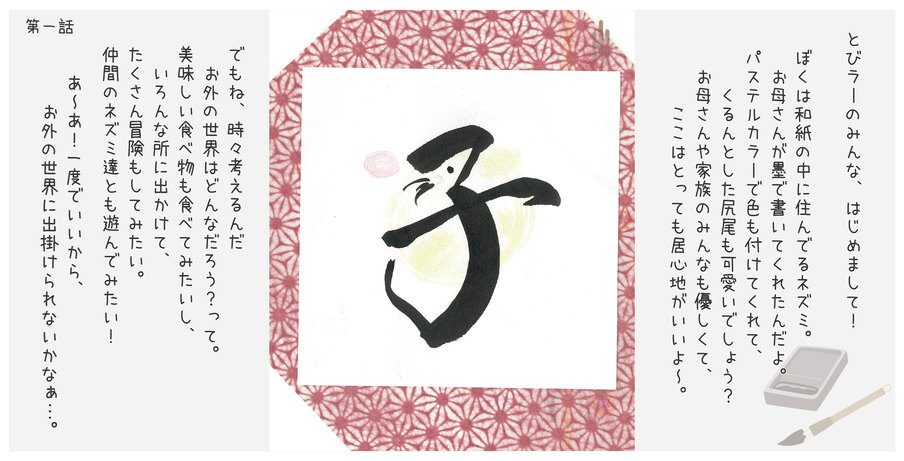 第一話
とびラーのみんな、はじめまして!
ぼくは和紙の中に住んでるネズミ。
お母さんが墨で書いてくれたんだよ。
パステルカラーで色も付けてくれて、
くるんとした尻尾も可愛いでしょう?
お母さんや家族のみんなも優しくて、
ここはとっても居心地がいいよ〜。
子
でもね、時々考えるんだ
お外の世界はどんなだろう?って。
美味しい食べ物も食べてみたいし、
いろんな所に出かけて、
たくさん冒険もしてみたい。
仲間のネズミ達とも遊んでみたい!
あ〜あ!一度でいいから、
お外の世界に出掛けられないかなぁ…。